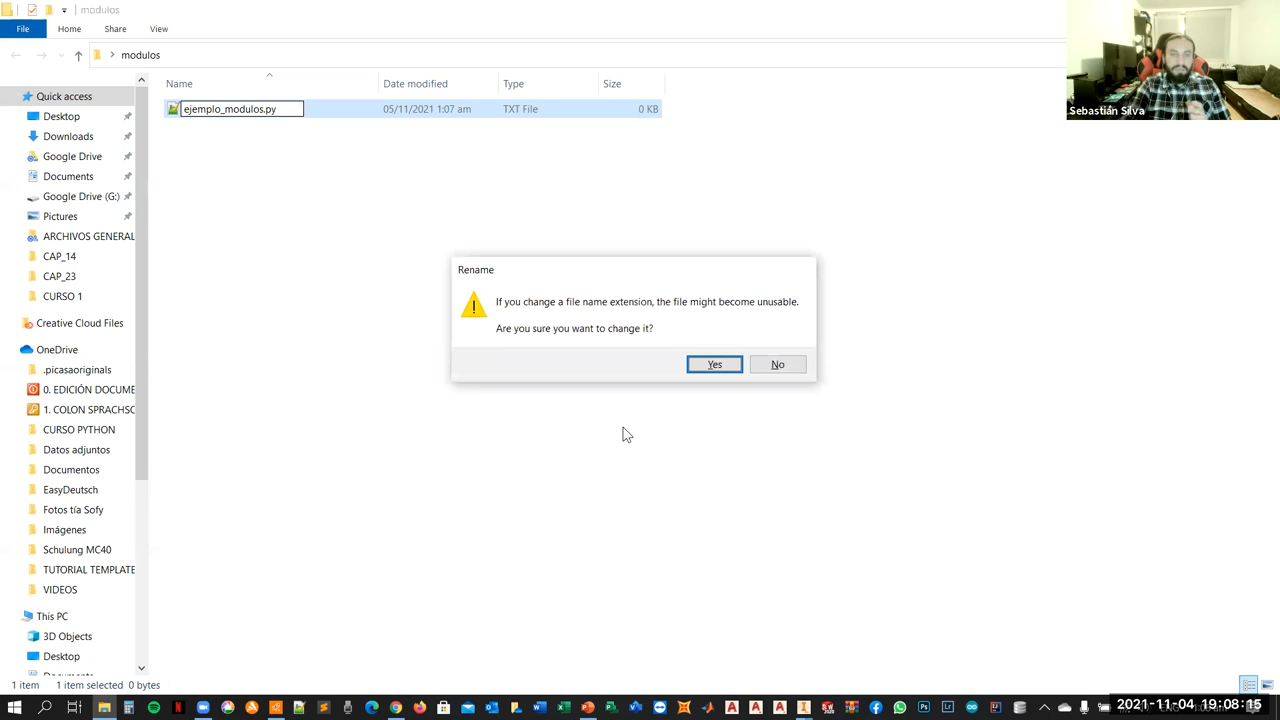 modulos
File
Home
Share
View
modulos
Sebastián Silva
Name
Date modified
Type
Size
ejemplo_modulos.py
05/11/2021 1:07 am
TXT File
0 KB
Quick access
Desktop
Downloads
Google Drive
Documents
Google Drive (G:)
Pictures
ARCHIVOS GENERAL
CAP_14
CAP_23
CURSO 1
Creative Cloud Files
OneDrive
.picasaoriginals
0. EDICIÓN DOCUME
1. COLON SPRACHSC
CURSO PYTHON
Datos adjuntos
Documentos
EasyDeutsch
Fotos tía Sofy
Imágenes
Schulung MC40
TUTORIAL TEMPLATE
VIDEOS
This PC
3D Objects
Desktop
Rename
If you change a file name extension, the file might become unusable.
Are you sure you want to change it?
Yes
No
1 item
1 item selected 0 bytes
2021-11-04 19:08:15